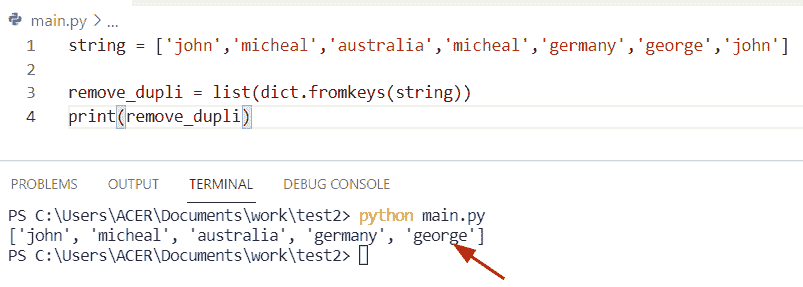 main.py > ...
1 string = ['john','micheal','australia','micheal','germany','george','john']
2
3 remove_dupli = list(dict.fromkeys(string))
4 print(remove_dupli)
PROBLEMS OUTPUT TERMINAL DEBUG CONSOLE
PS C:\Users\ACER\Documents\work\test2> python main.py
['john', 'micheal', 'australia', 'germany', 'george']
PS C:\Users\ACER\Documents\work\test2>